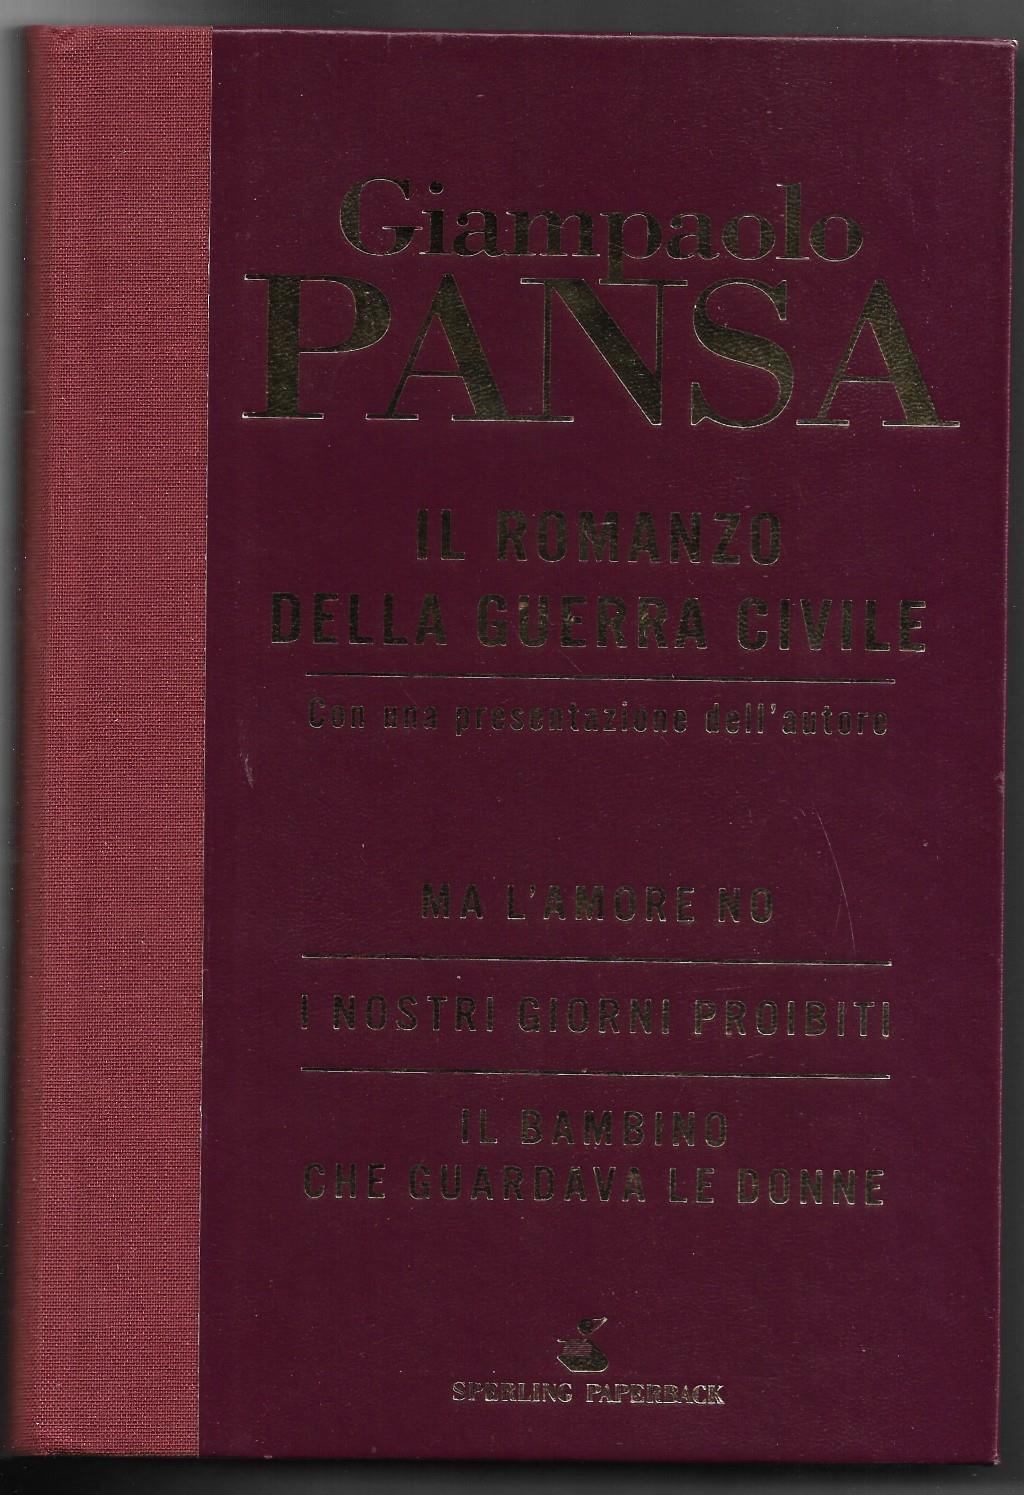 Giampaolo
PANSA
IL ROMANZO
DELLA GUERRA CIVILE
Con una presentazione dell'autore
MA L'AMORE NO
I NOSTRI GIORNI PROIBITI
IL BAMBINO
CHE GUARDAVA LE DONNE
SPERLING PAPERBACK